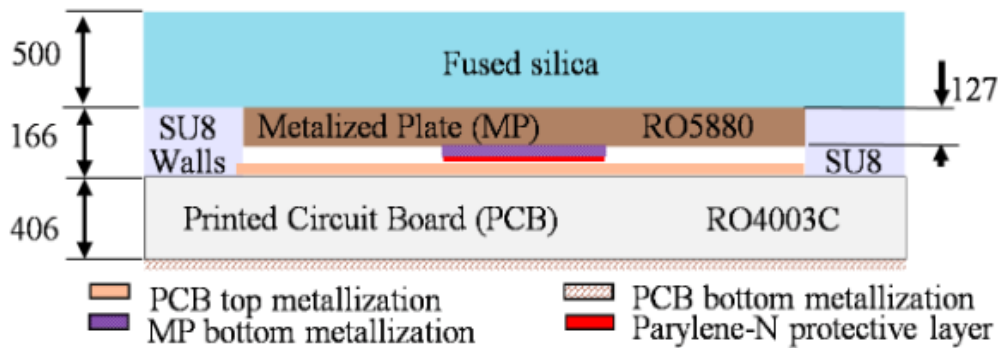 500
Fused silica
127
166
SU8
Walls
Metalized Plate (MP)
RO5880
SU8
406
Printed Circuit Board (PCB)
RO4003C
PCB top metallization
PCB bottom metallization
MP bottom metallization
Parylene-N protective layer